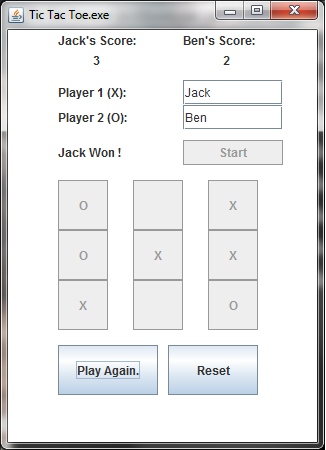 Tic Tac Toe.exe
Jack's Score: Ben's Score:
3 2
Player 1 (X): Jack
Player 2 (O): Ben
Jack Won ! Start
O X
O X X
X O
Play Again. Reset